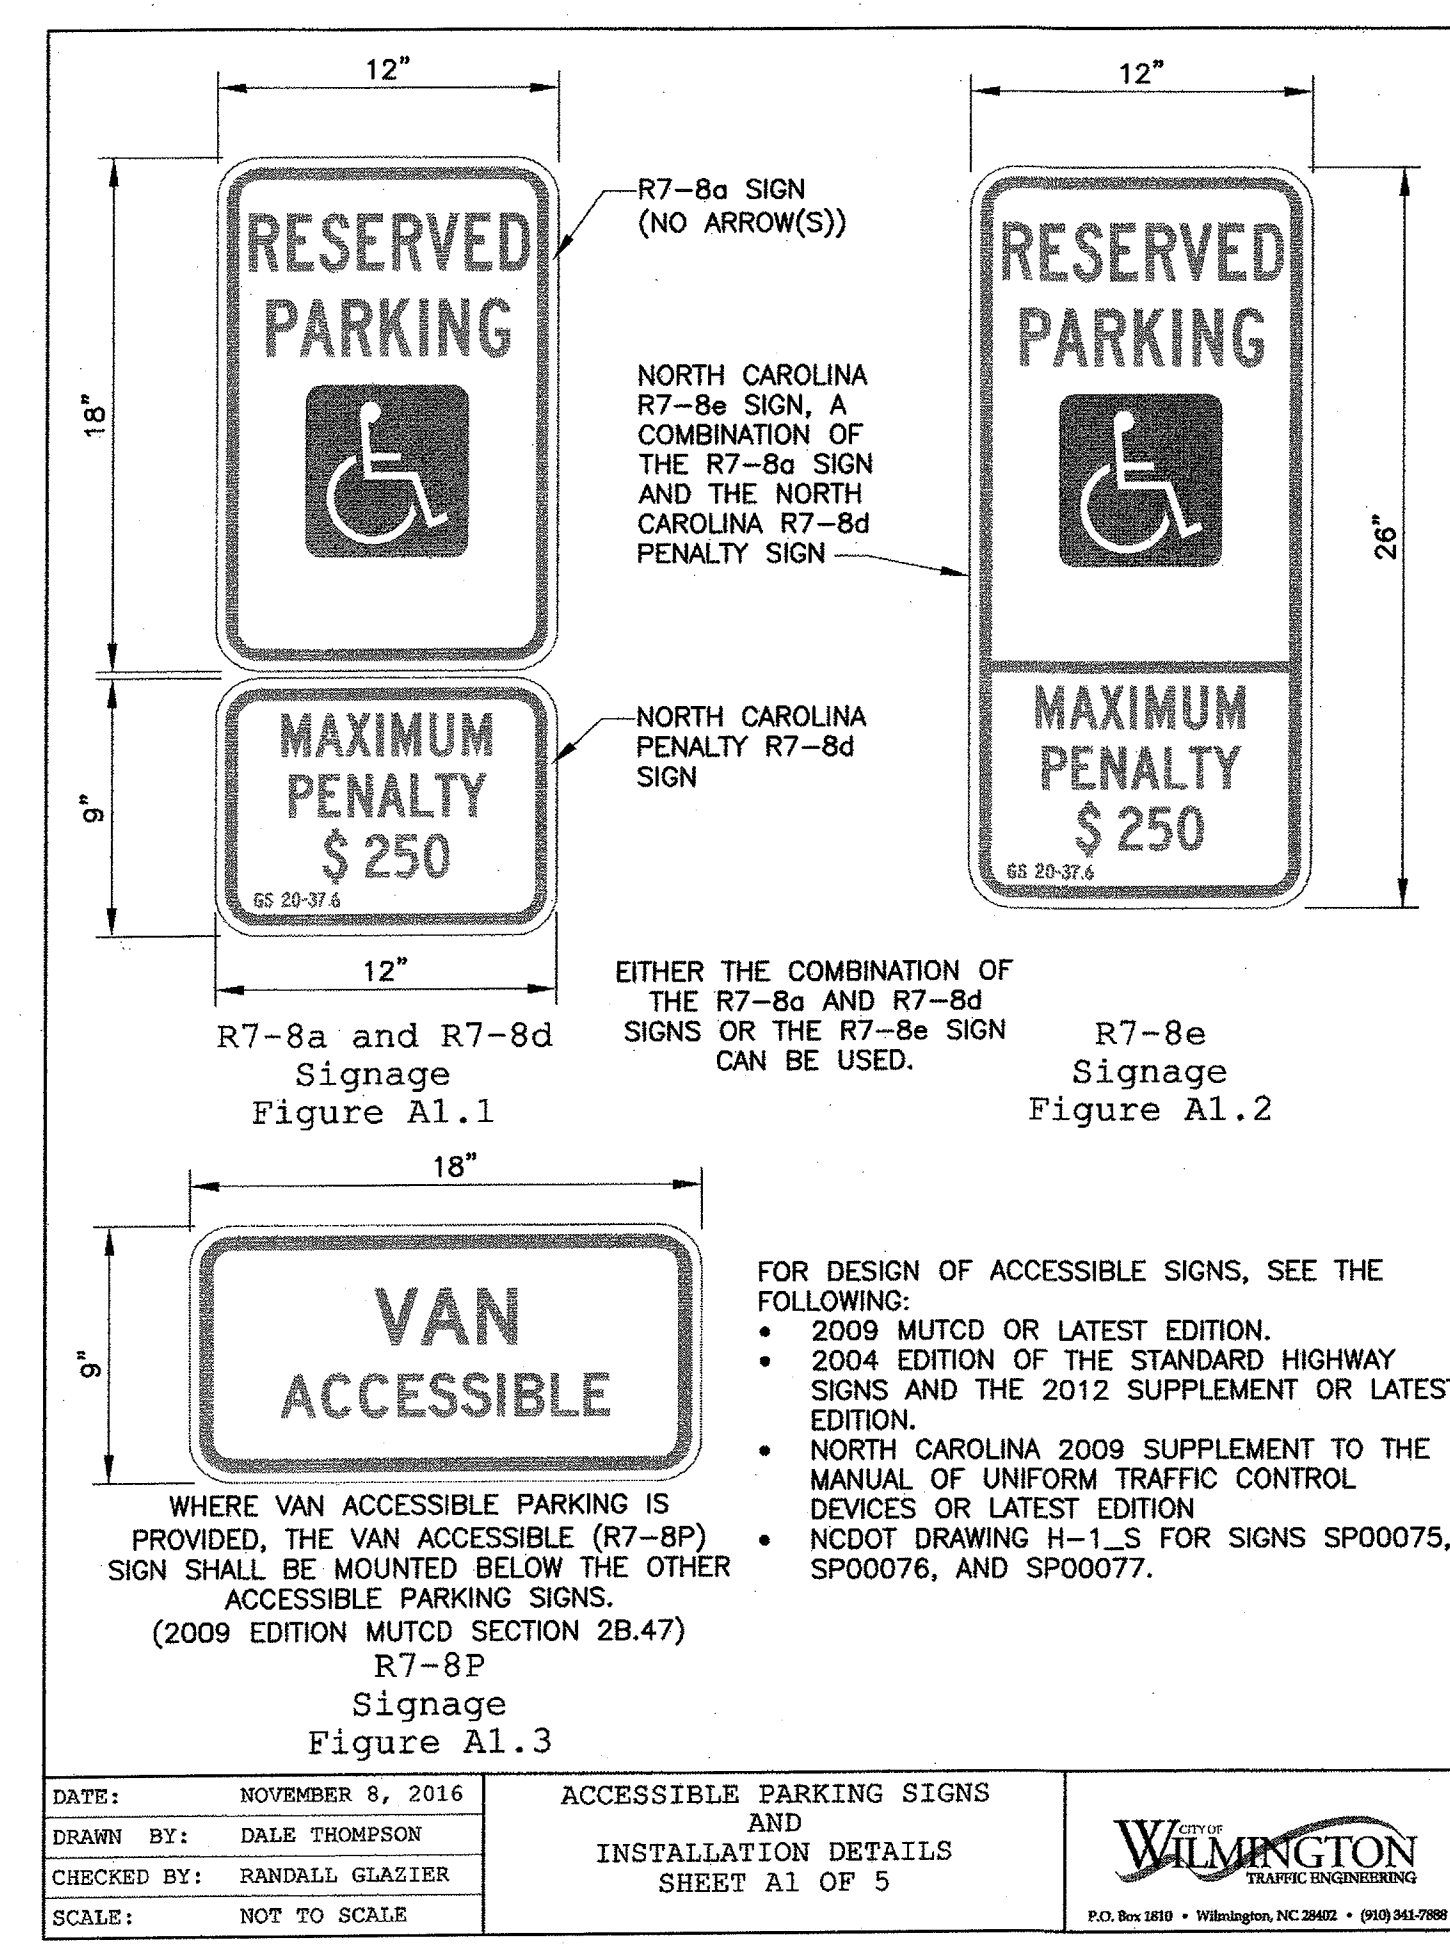 12"
18"
RESERVED
PARKING
R7-8a SIGN
(NO ARROW(S))
9"
MAXIMUM
PENALTY
$ 250
GS 20-37.6
NORTH CAROLINA
PENALTY R7-8d
SIGN
12"
R7-8a and R7-8d
Signage
Figure A1.1
NORTH CAROLINA
R7-8e SIGN, A
COMBINATION OF
THE R7-8a SIGN
AND THE NORTH
CAROLINA R7-8d
PENALTY SIGN
12"
26"
RESERVED
PARKING
MAXIMUM
PENALTY
$ 250
GS 20-37.6
EITHER THE COMBINATION OF
THE R7-8a AND R7-8d
SIGNS OR THE R7-8e SIGN
CAN BE USED.
R7-8e
Signage
Figure A1.2
18"
9"
VAN
ACCESSIBLE
WHERE VAN ACCESSIBLE PARKING IS
PROVIDED, THE VAN ACCESSIBLE (R7-8P)
SIGN SHALL BE MOUNTED BELOW THE OTHER
ACCESSIBLE PARKING SIGNS.
(2009 EDITION MUTCD SECTION 2B.47)
R7-8P
Signage
Figure A1.3
FOR DESIGN OF ACCESSIBLE SIGNS, SEE THE
FOLLOWING:
• 2009 MUTCD OR LATEST EDITION.
• 2004 EDITION OF THE STANDARD HIGHWAY
SIGNS AND THE 2012 SUPPLEMENT OR LATEST
EDITION.
• NORTH CAROLINA 2009 SUPPLEMENT TO THE
MANUAL OF UNIFORM TRAFFIC CONTROL
DEVICES OR LATEST EDITION
• NCDOT DRAWING H-1_S FOR SIGNS SP00075,
SP00076, AND SP00077.
DATE: NOVEMBER 8, 2016
DRAWN BY: DALE THOMPSON
CHECKED BY: RANDALL GLAZIER
SCALE: NOT TO SCALE
ACCESSIBLE PARKING SIGNS
AND
INSTALLATION DETAILS
SHEET A1 OF 5
CITY OF
WILMINGTON
TRAFFIC ENGINEERING
P.O. Box 1810 • Wilmington, NC 28402 • (910) 341-7888